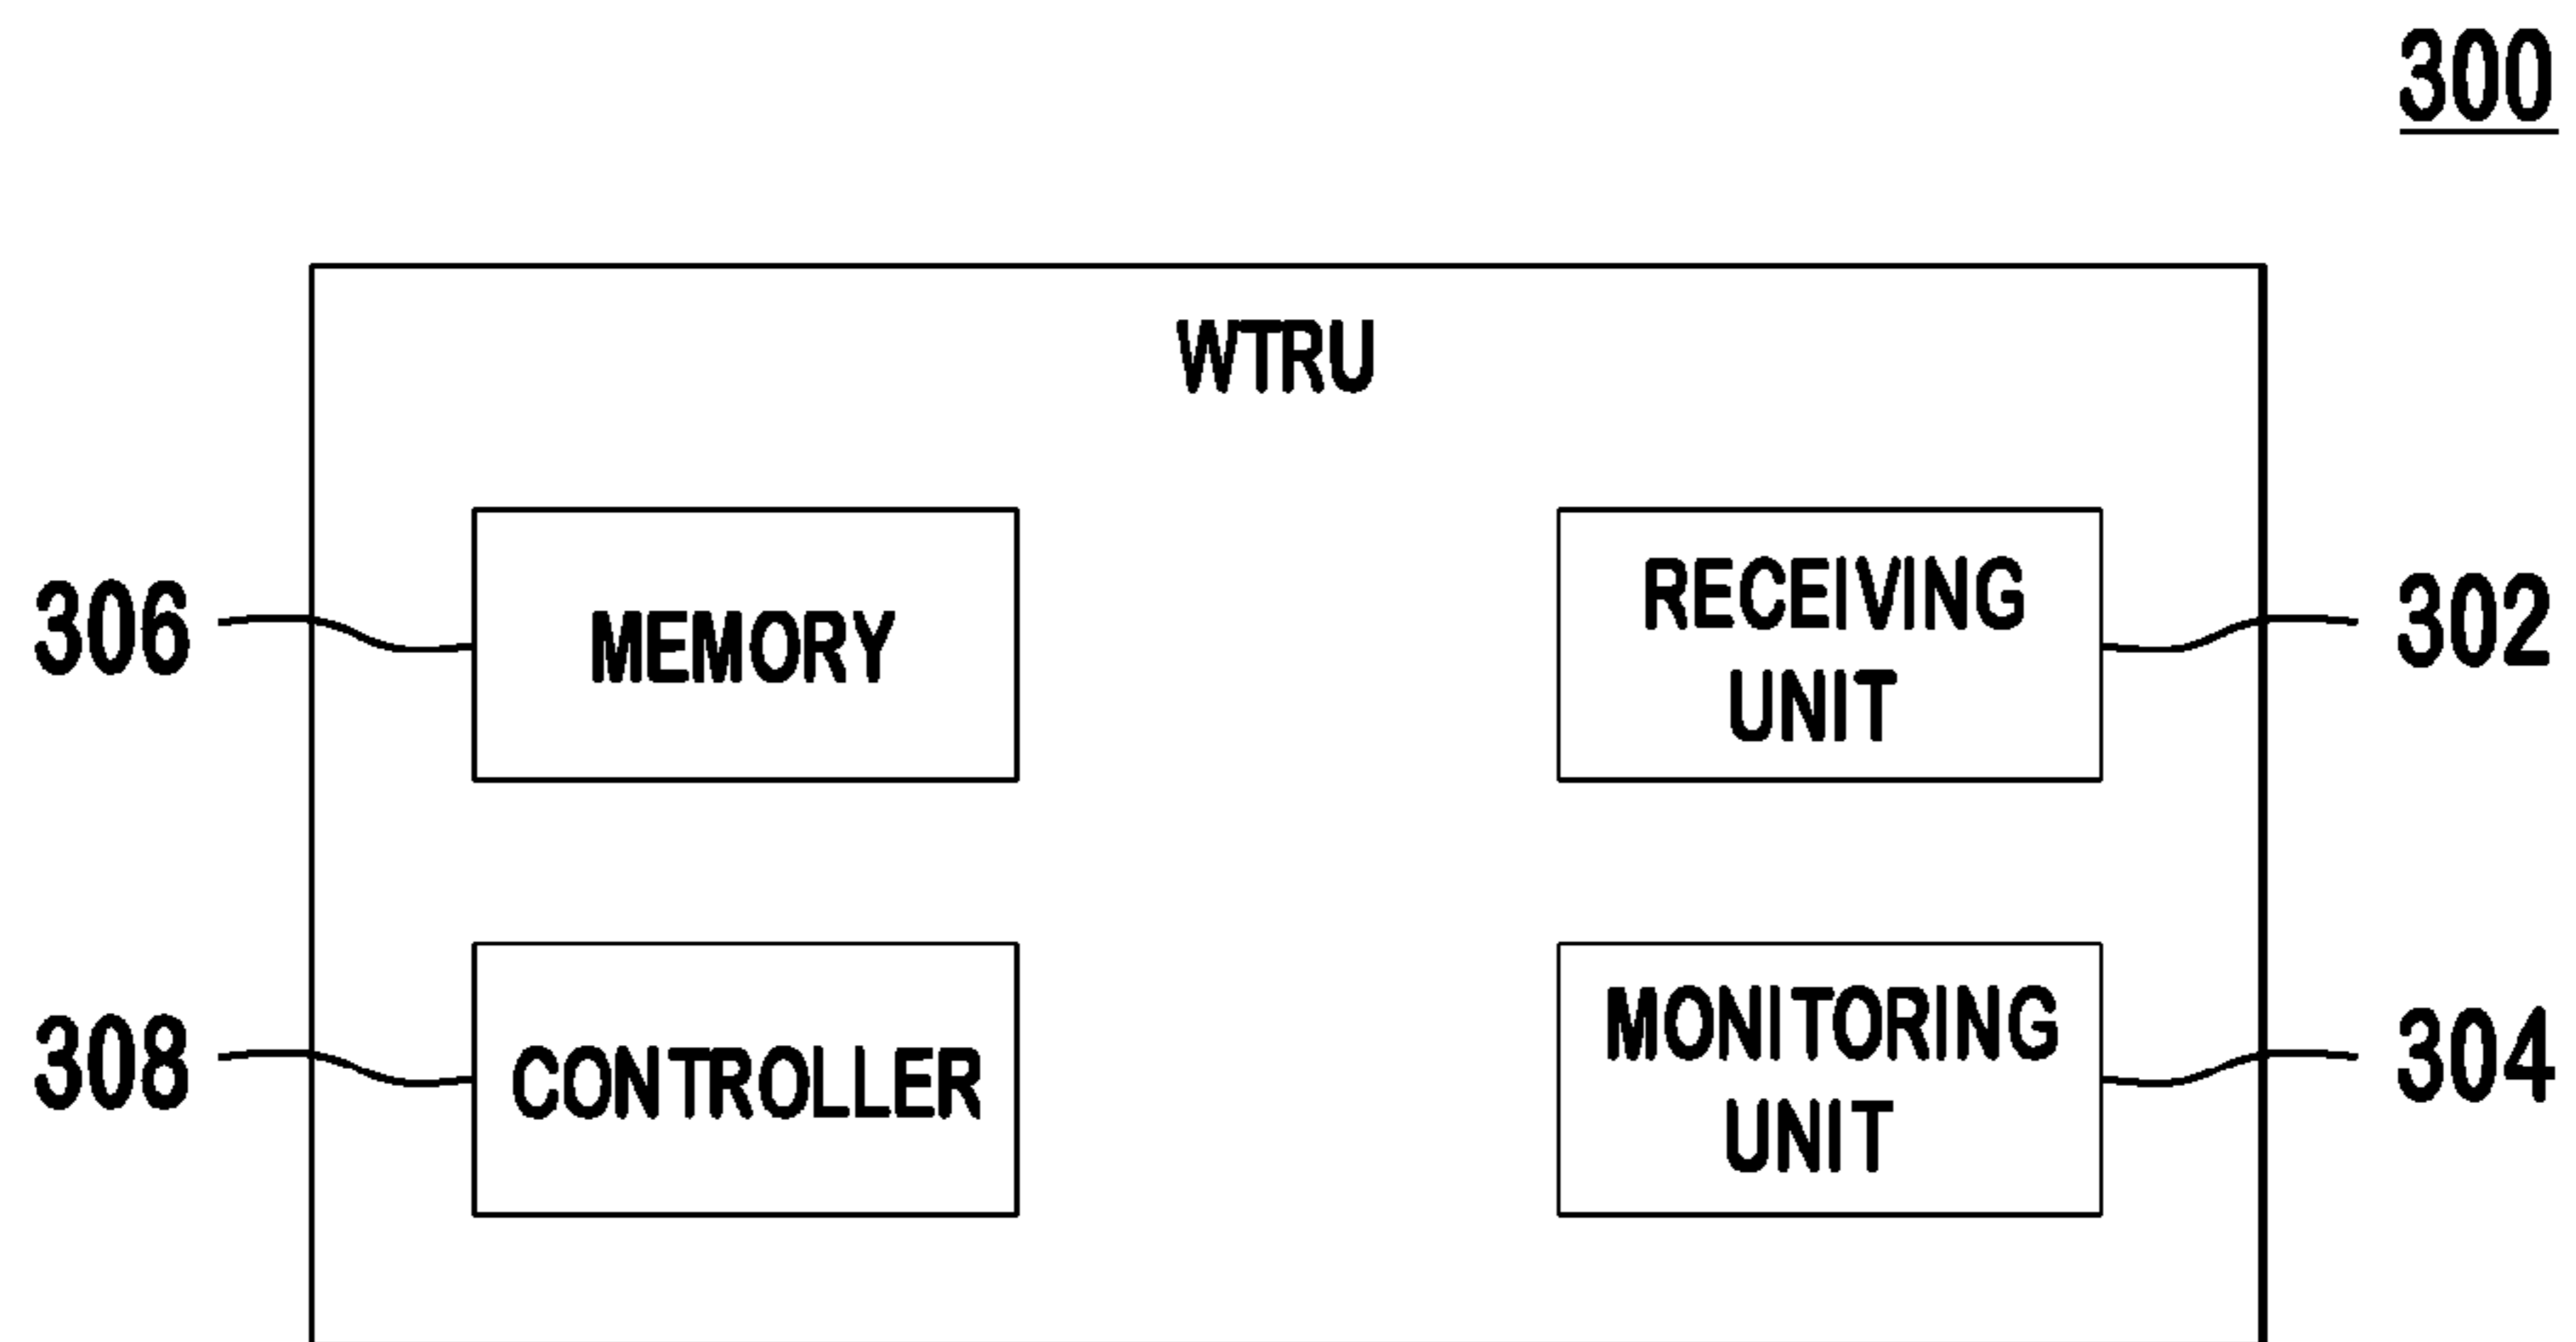 300
WTRU
306
MEMORY
RECEIVING
UNIT
302
308
CONTROLLER
MONITORING
UNIT
304